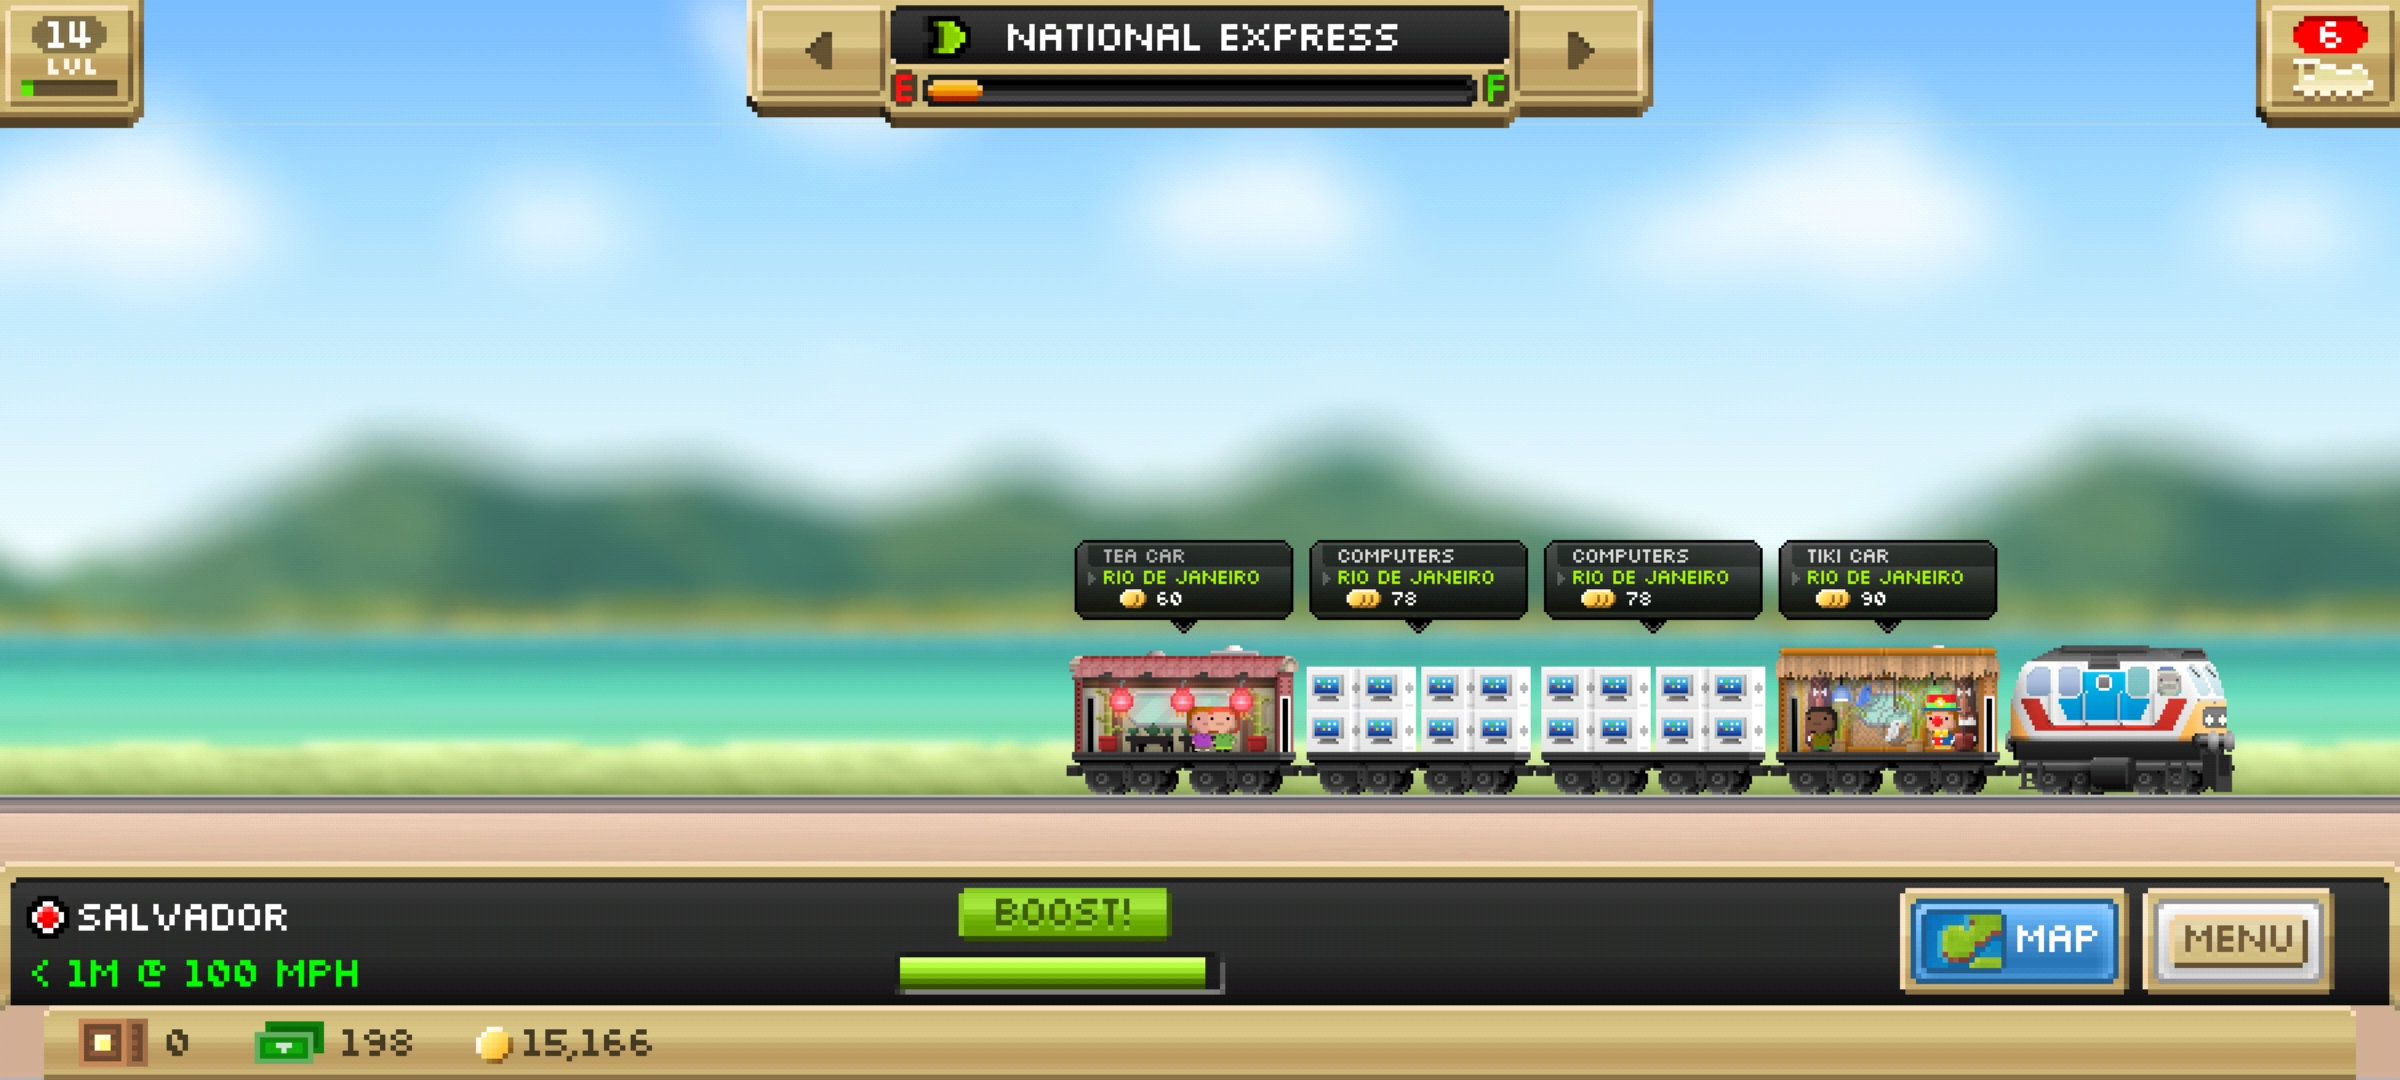 14
LVL
NATIONAL EXPRESS
E F
6
TEA CAR
RIO DE JANEIRO
60
COMPUTERS
RIO DE JANEIRO
78
COMPUTERS
RIO DE JANEIRO
78
TIKI CAR
RIO DE JANEIRO
90
SALVADOR
< 1M @ 100 MPH
BOOST!
MAP
MENU
0 198 15,166